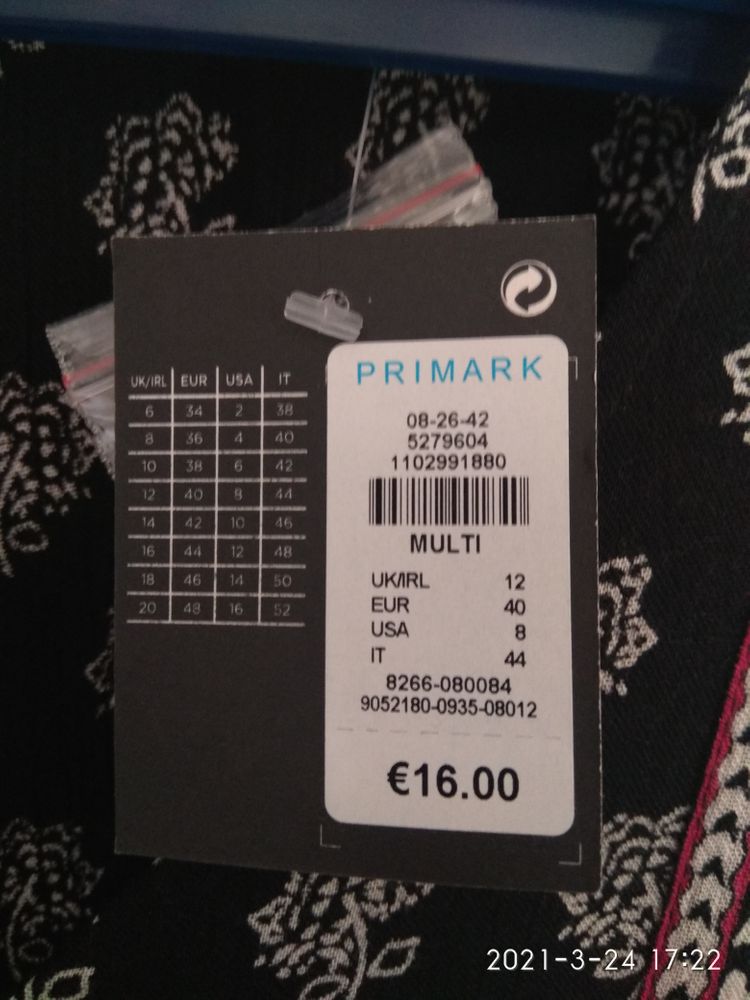 UK/IRL EUR USA IT
6 34 2 38
8 36 4 40
10 38 6 42
12 40 8 44
14 42 10 46
16 44 12 48
18 46 14 50
20 48 16 52
PRIMARK
08-26-42
5279604
1102991880
MULTI
UK/IRL 12
EUR 40
USA 8
IT 44
8266-080084
9052180-0935-08012
€16.00
2021-3-24 17:22